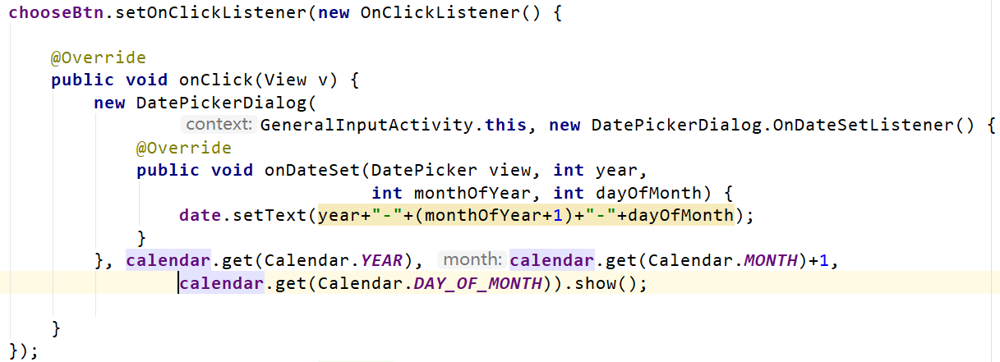 chooseBtn.setOnClickListener(new OnClickListener() {
@Override
public void onClick(View v) {
new DatePickerDialog(
context: GeneralInputActivity.this, new DatePickerDialog.OnDateSetListener() {
@Override
public void onDateSet(DatePicker view, int year,
int monthOfYear, int dayOfMonth) {
date.setText(year+"-"+(monthOfYear+1)+"-"+dayOfMonth);
}
}, calendar.get(Calendar.YEAR), month: calendar.get(Calendar.MONTH)+1,
calendar.get(Calendar.DAY_OF_MONTH)).show();
}
});